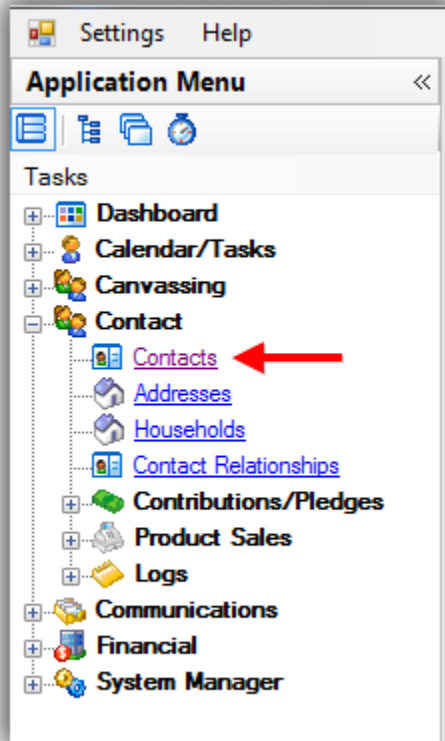 Settings Help
Application Menu «
Tasks
Dashboard
Calendar/Tasks
Canvassing
Contact
Contacts
Addresses
Households
Contact Relationships
Contributions/Pledges
Product Sales
Logs
Communications
Financial
System Manager